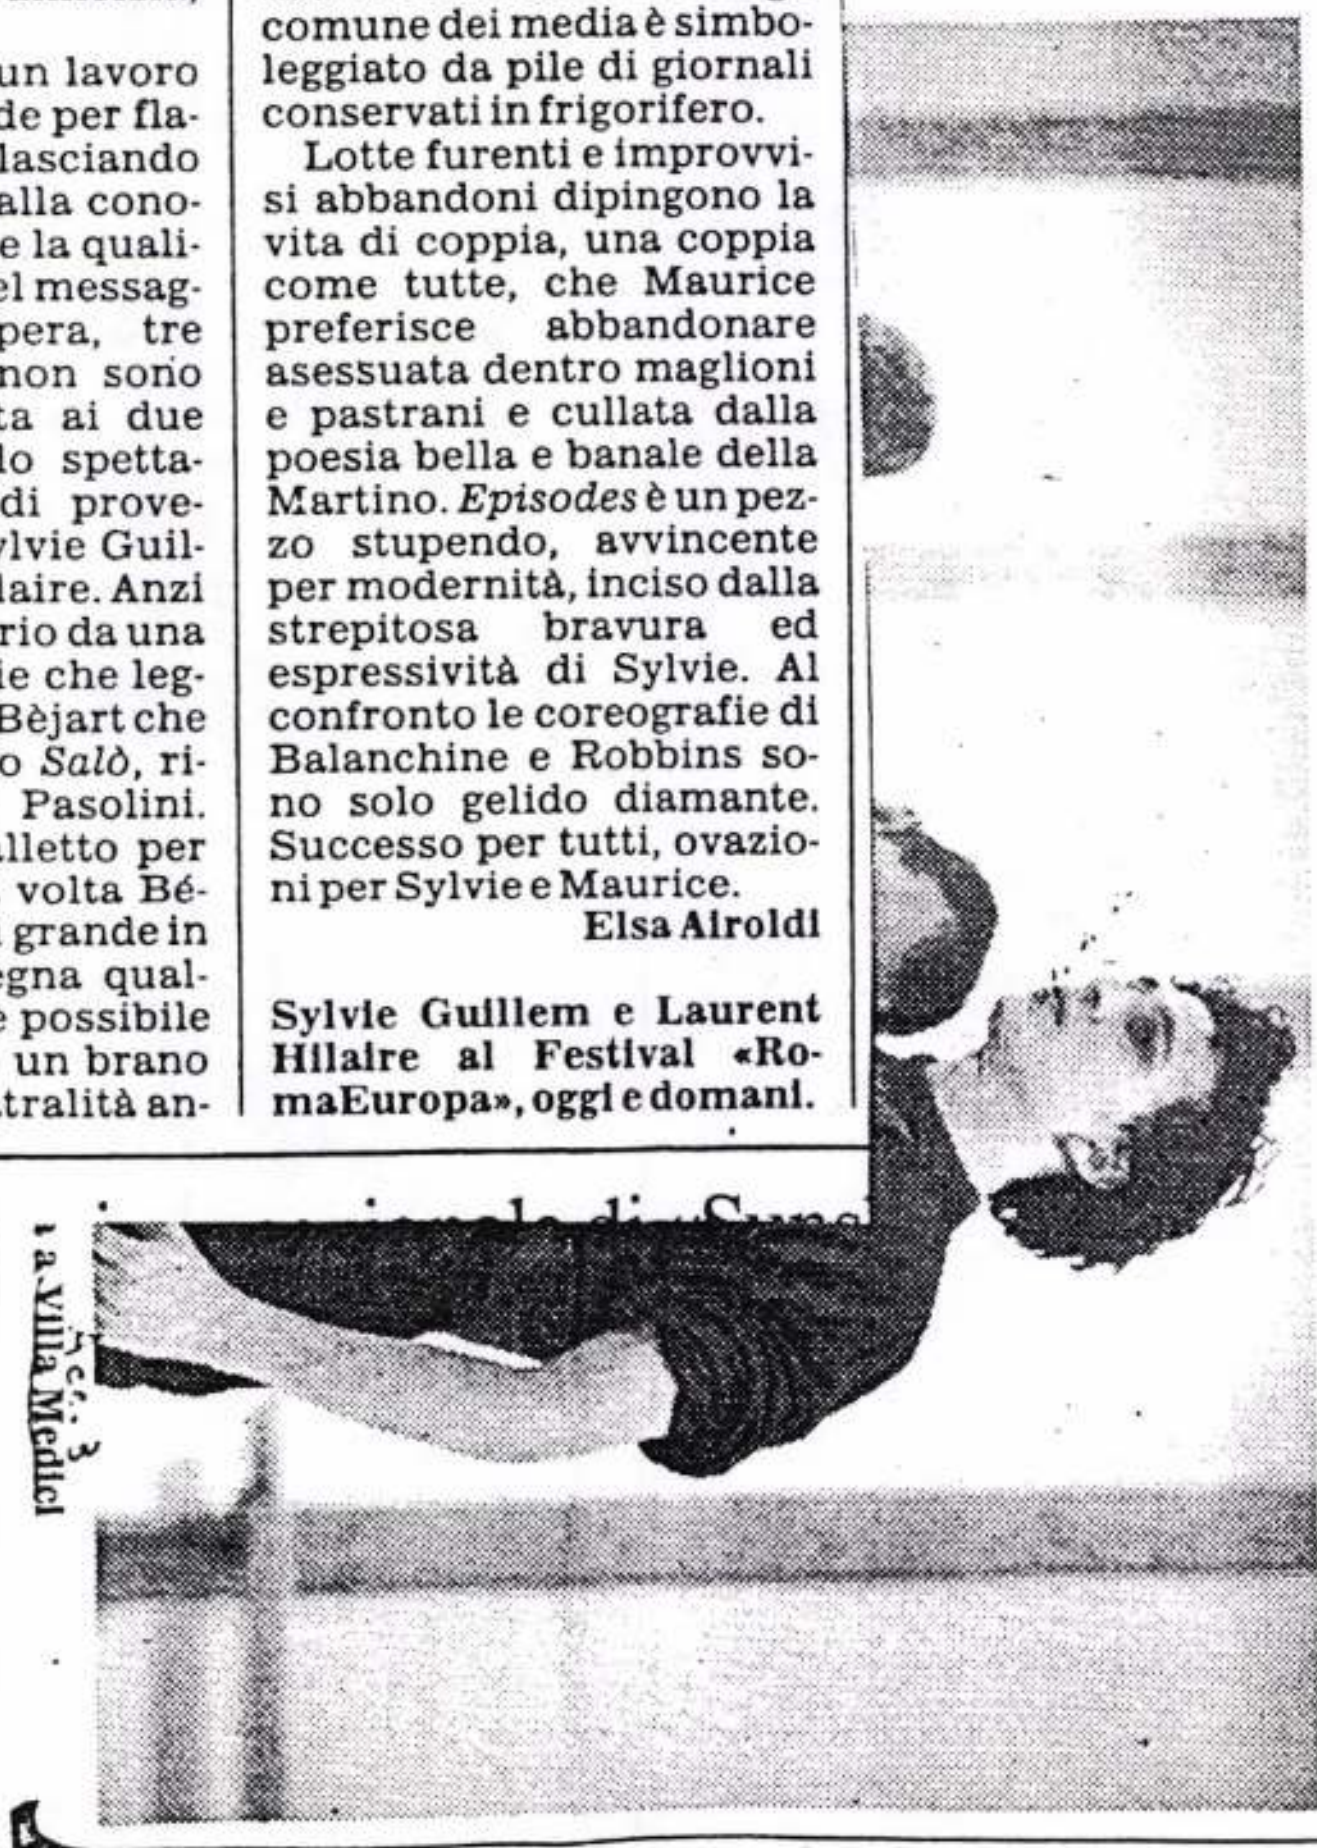 un lavoro
de per fla-
lasciando
alla cono-
e la quali-
el messag-
pera, tre
non sono
ta ai due
lo spetta-
di prove-
ylvie Guil-
laire. Anzi
rio da una
ie che leg-
Bèjart che
o Salò, ri-
Pasolini.
lletto per
volta Bé-
grande in
egna qual-
e possibile
un brano
tralità an-
comune dei media è simbo-
leggiato da pile di giornali
conservati in frigorifero.
Lotte furenti e improvvi-
si abbandoni dipingono la
vita di coppia, una coppia
come tutte, che Maurice
preferisce abbandonare
asessuata dentro maglioni
e pastrani e cullata dalla
poesia bella e banale della
Martino. Episodes è un pez-
zo stupendo, avvincente
per modernità, inciso dalla
strepitosa bravura ed
espressività di Sylvie. Al
confronto le coreografie di
Balanchine e Robbins so-
no solo gelido diamante.
Successo per tutti, ovazio-
ni per Sylvie e Maurice.
Elsa Airoldi
Sylvie Guillem e Laurent
Hilaire al Festival «Ro-
maEuropa», oggi e domani.
a Villa Medici